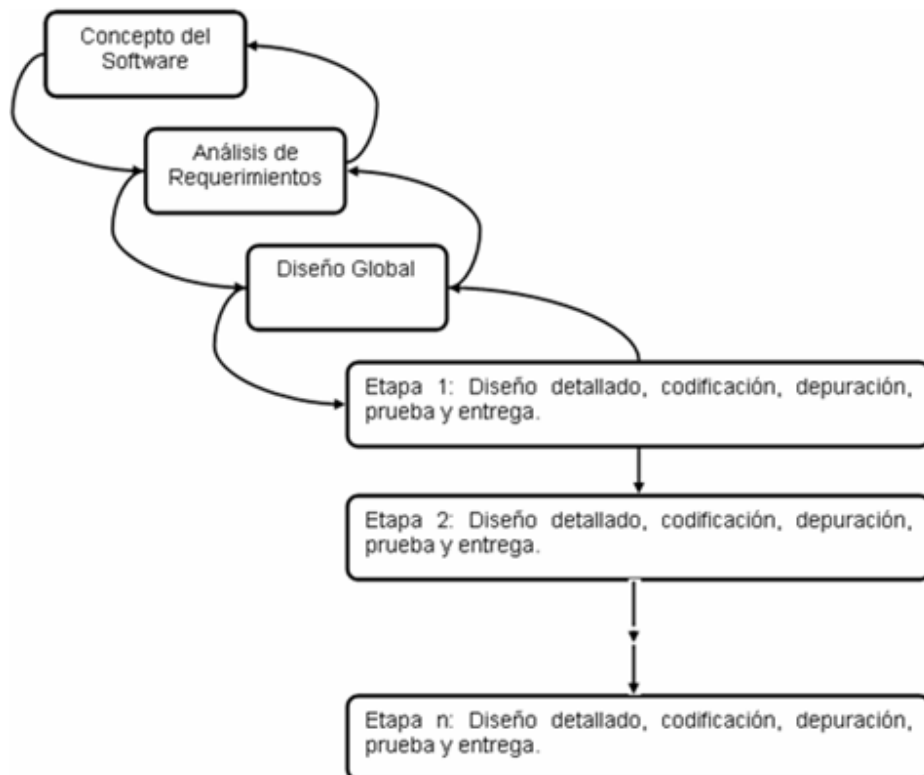 Concepto del
Software
Análisis de
Requerimientos
Diseño Global
Etapa 1: Diseño detallado, codificación, depuración,
prueba y entrega.
Etapa 2: Diseño detallado, codificación, depuración,
prueba y entrega.
Etapa n: Diseño detallado, codificación, depuración,
prueba y entrega.